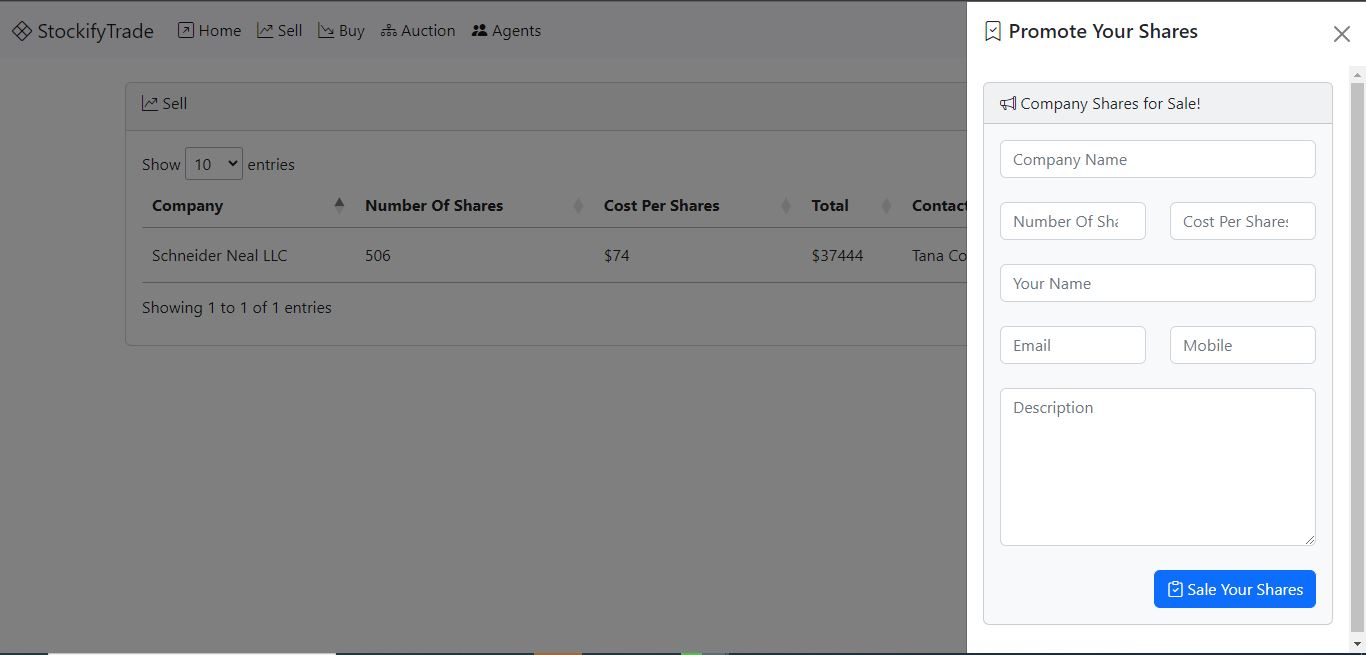 StockifyTrade Home Sell Buy Auction Agents
Sell
Show 10 entries
Company Number Of Shares Cost Per Shares Total Contact
Schneider Neal LLC 506 $74 $37444 Tana Co
Showing 1 to 1 of 1 entries
Promote Your Shares
Company Shares for Sale!
Company Name
Number Of Sha Cost Per Shares
Your Name
Email Mobile
Description
Sale Your Shares